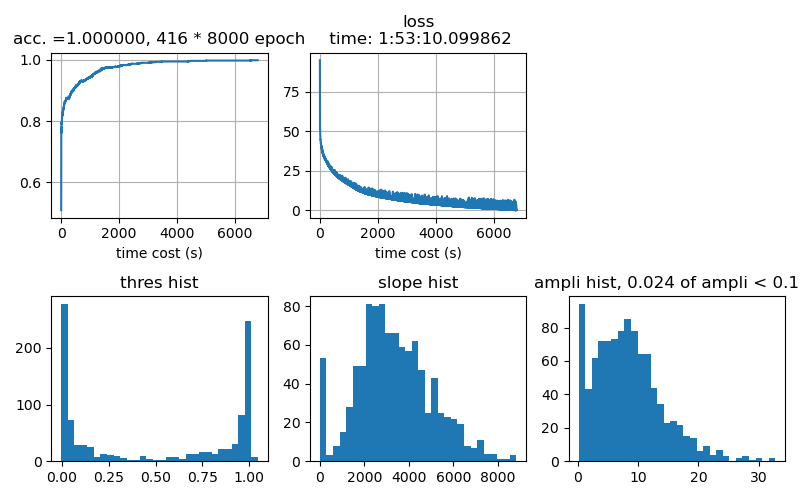 acc. =1.000000, 416 * 8000 epoch
loss
time: 1:53:10.099862
1.0
0.8
0.6
0 2000 4000 6000
time cost (s)
75
50
25
0
0 2000 4000 6000
time cost (s)
thres hist
slope hist
ampli hist, 0.024 of ampli < 0.1
200
100
0
0.00 0.25 0.50 0.75 1.00
80
60
40
20
0
0 2000 4000 6000 8000
80
60
40
20
0
0 10 20 30